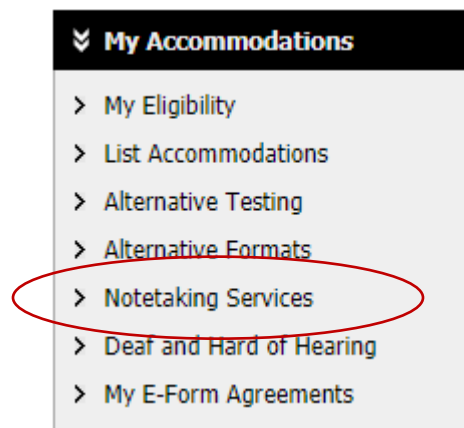 My Accommodations
My Eligibility
List Accommodations
Alternative Testing
Alternative Formats
Notetaking Services
Deaf and Hard of Hearing
My E-Form Agreements